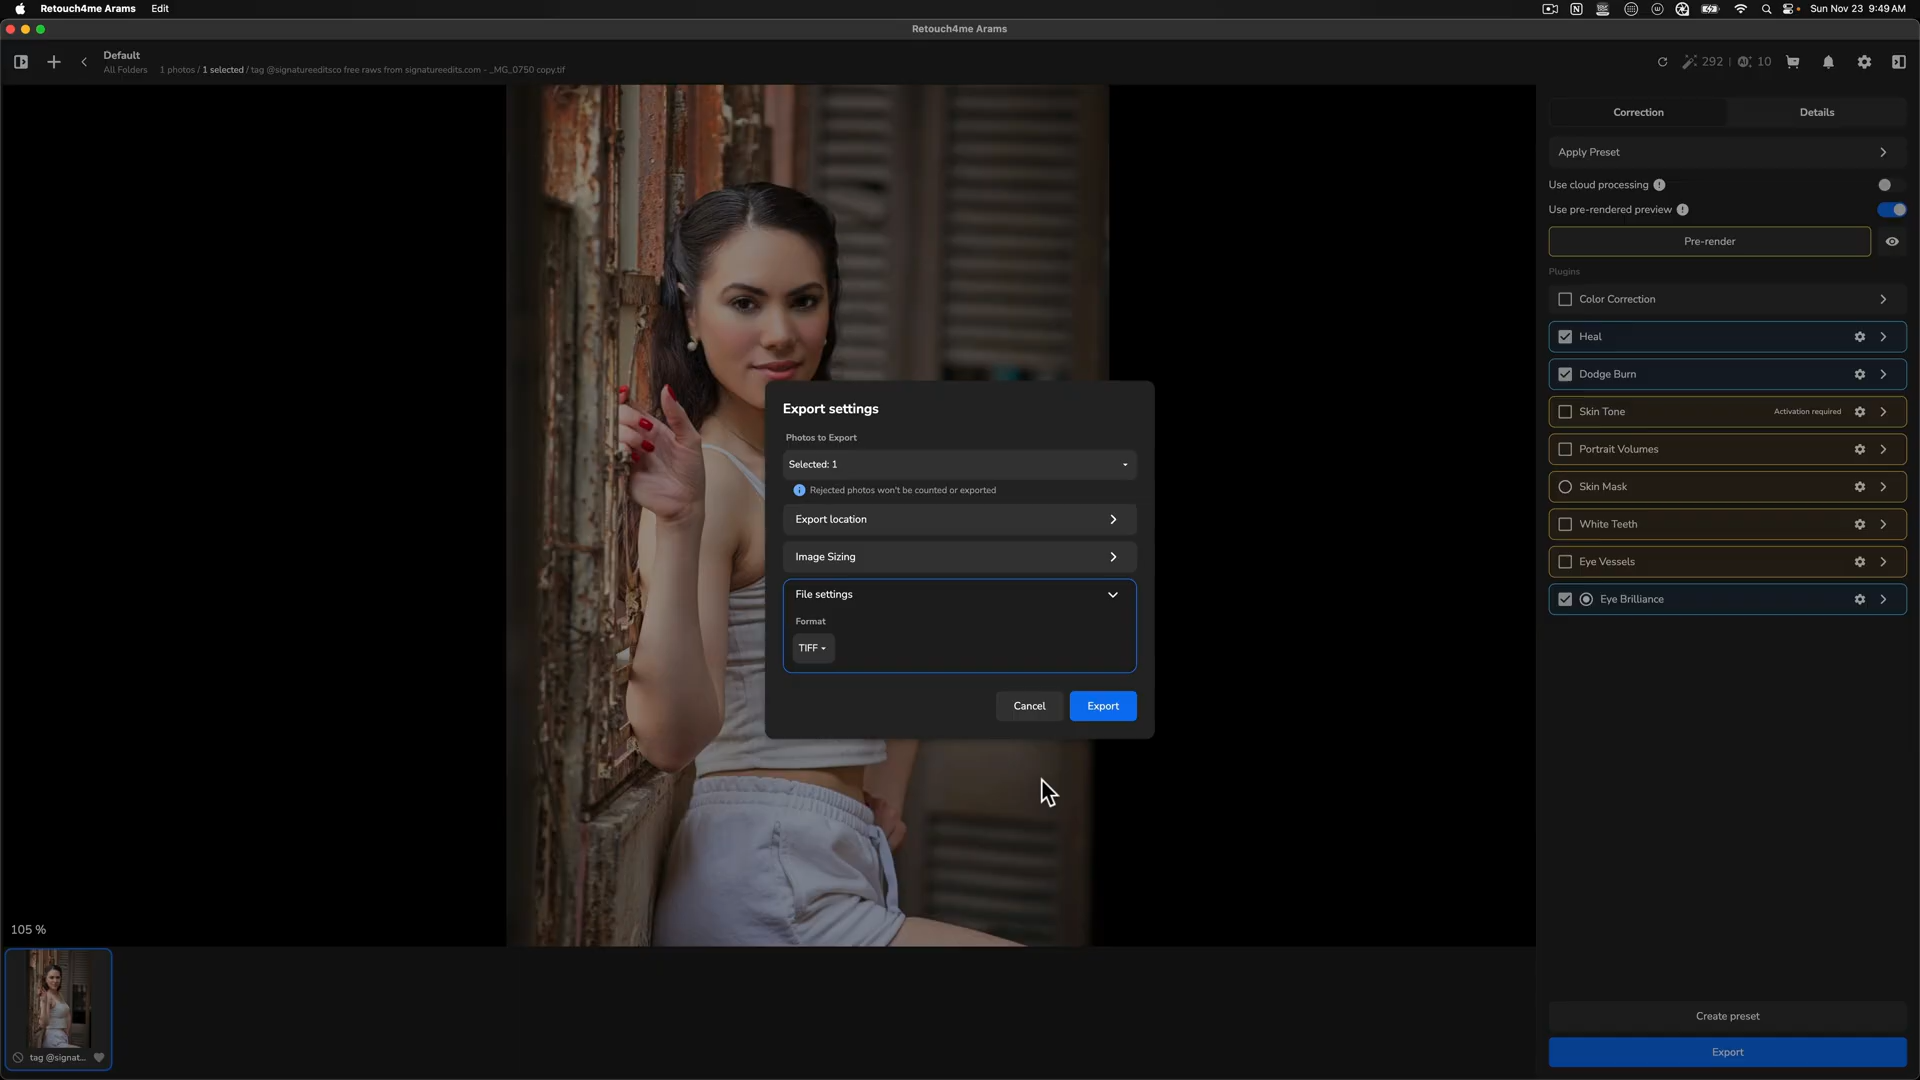 Retouch4me Arams Edit
Sun Nov 23 9:49 AM
Retouch4me Arams
Default
All Folders 1 photos / 1 selected / tag @signatureeditsco free raws from signatureedits.com - _MG_0750 copy.tif
292 | AI 10
Correction Details
Apply Preset
Use cloud processing
Use pre-rendered preview
Pre-render
Plugins
Color Correction
Heal
Dodge Burn
Skin Tone Activation required
Portrait Volumes
Skin Mask
White Teeth
Eye Vessels
Eye Brilliance
Export settings
Photos to Export
Selected: 1
Rejected photos won't be counted or exported
Export location
Image Sizing
File settings
Format
TIFF
Cancel Export
105 %
tag @signat...
Create preset
Export